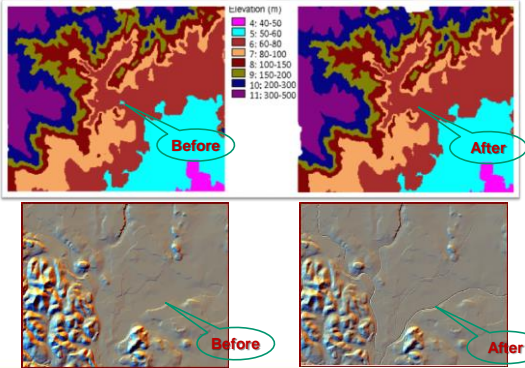 Elevation (m)
4: 40-50
5: 50-60
6: 60-80
7: 80-100
8: 100-150
9: 150-200
10: 200-300
11: 300-500
Before
After
Before
After